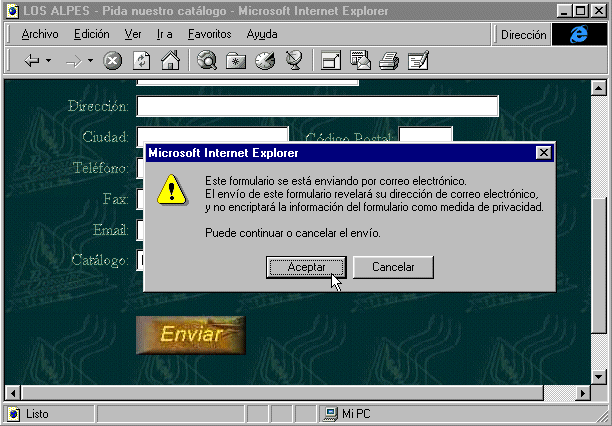 LOS ALPES - Pida nuestro catálogo - Microsoft Internet Explorer
Archivo Edición Ver Ir a Favoritos Ayuda Dirección
Dirección:
Ciudad: Código Postal:
Teléfono:
Fax:
Email:
Catálogo:
Microsoft Internet Explorer
Este formulario se está enviando por correo electrónico.
El envío de este formulario revelará su dirección de correo electrónico,
y no encriptará la información del formulario como medida de privacidad.
Puede continuar o cancelar el envío.
Aceptar Cancelar
Enviar
Listo Mi PC